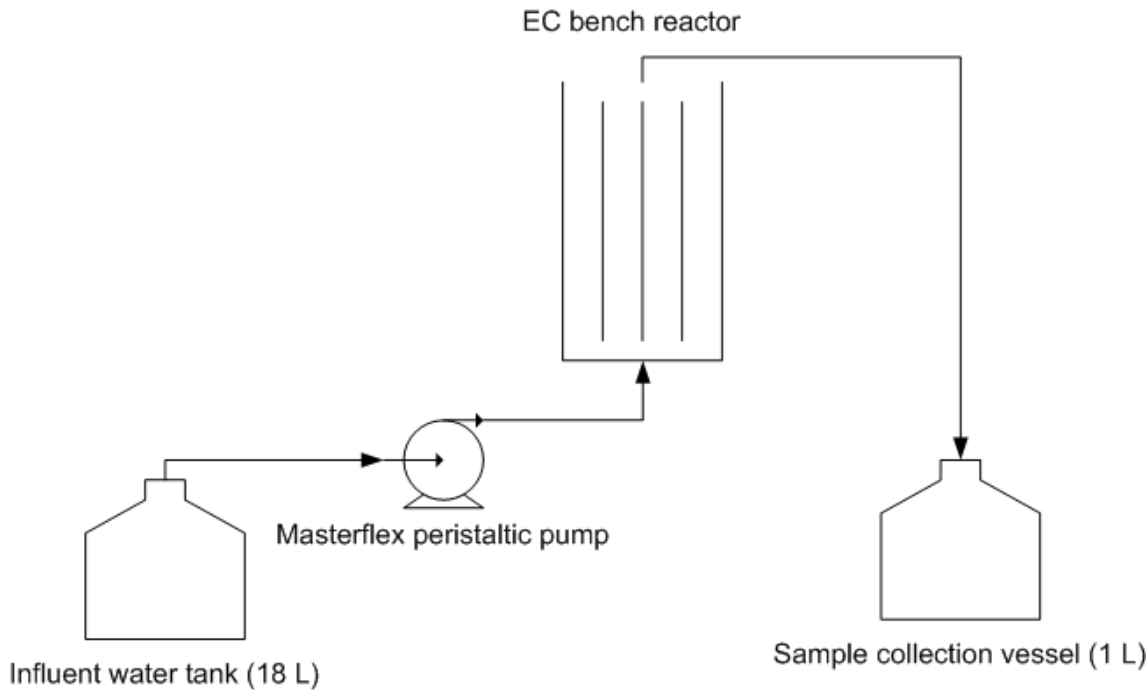 EC bench reactor
Masterflex peristaltic pump
Influent water tank (18 L)
Sample collection vessel (1 L)